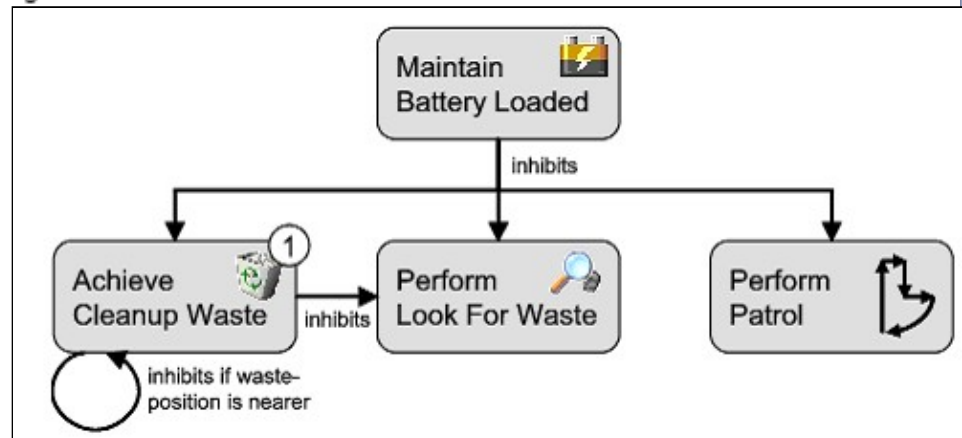 Maintain
Battery Loaded
inhibits
Achieve
Cleanup Waste
1
inhibits
Perform
Look For Waste
Perform
Patrol
inhibits if waste-
position is nearer